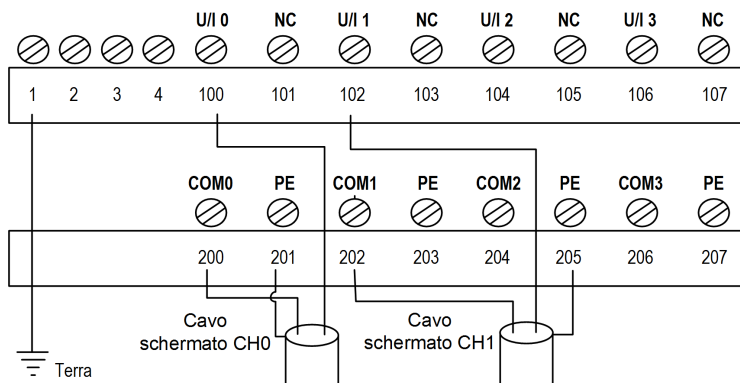 U/I 0 NC U/I 1 NC U/I 2 NC U/I 3 NC
1 2 3 4 100 101 102 103 104 105 106 107
COM0 PE COM1 PE COM2 PE COM3 PE
200 201 202 203 204 205 206 207
Cavo
schermato CH0
Cavo
schermato CH1
Terra